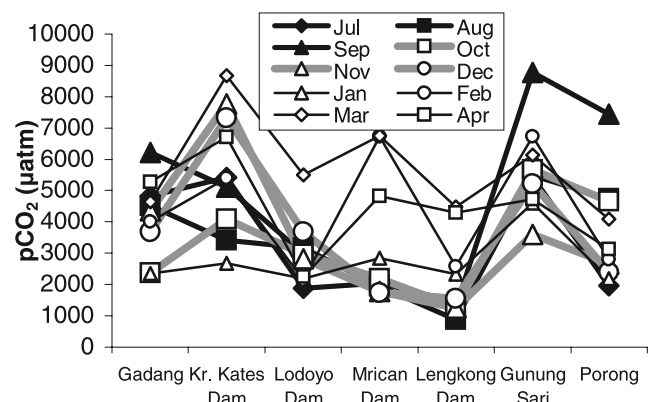 10000
9000
8000
7000
6000
5000
4000
3000
2000
1000
0
pCO₂ (µatm)
Jul Aug
Sep Oct
Nov Dec
Jan Feb
Mar Apr
Gadang Kr. Kates Lodoyo Mrican Lengkong Gunung Porong
Dam Dam Dam Dam Sari